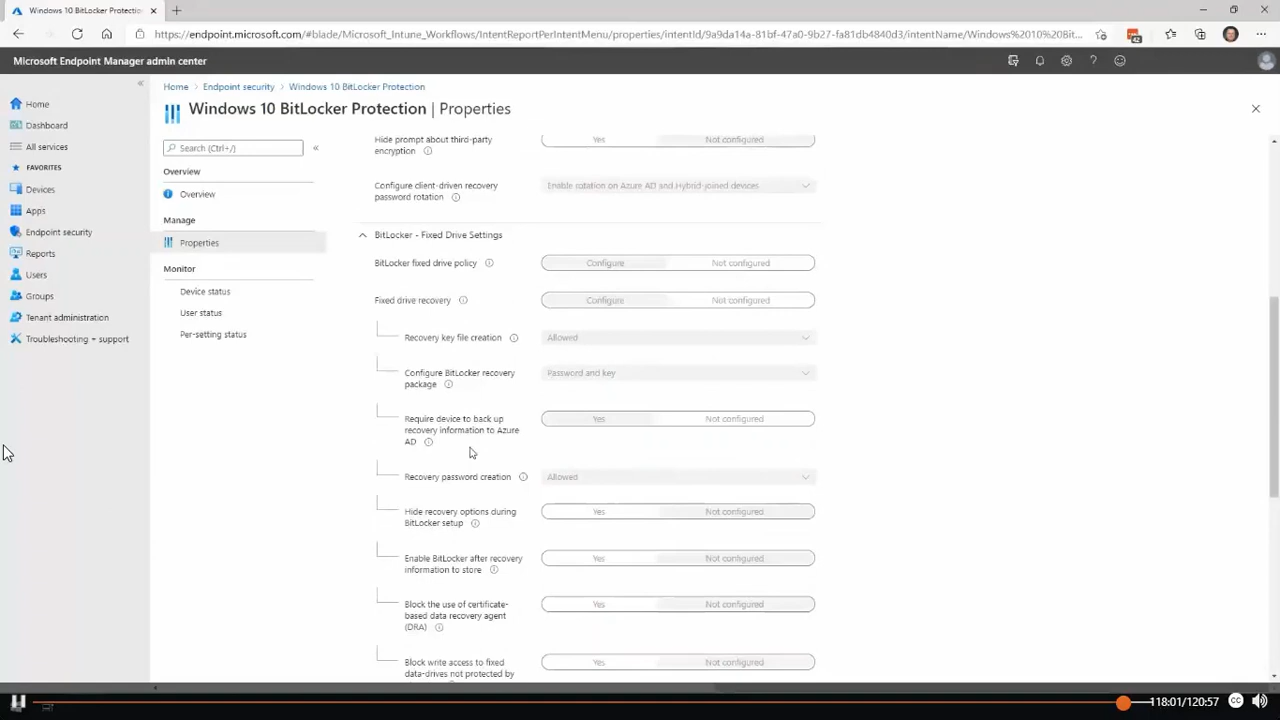 Windows 10 BitLocker Protection
https://endpoint.microsoft.com/#blade/Microsoft_Intune_Workflows/IntentReportPerIntentMenu/properties/intentId/9a9da14a-81bf-47a0-9b27-fa81db4840d3/intentName/Windows%2010%20Bit...
42
Microsoft Endpoint Manager admin center
Home
Dashboard
All services
FAVORITES
Devices
Apps
Endpoint security
Reports
Users
Groups
Tenant administration
Troubleshooting + support
Home > Endpoint security > Windows 10 BitLocker Protection
Windows 10 BitLocker Protection | Properties
Search (Ctrl+/)
Overview
Overview
Manage
Properties
Monitor
Device status
User status
Per-setting status
Hide prompt about third-party
encryption
Yes
Not configured
Configure client-driven recovery
password rotation
Enable rotation on Azure AD and Hybrid-joined devices
BitLocker - Fixed Drive Settings
BitLocker fixed drive policy
Configure
Not configured
Fixed drive recovery
Configure
Not configured
Recovery key file creation
Allowed
Configure BitLocker recovery
package
Password and key
Require device to back up
recovery information to Azure
AD
Yes
Not configured
Recovery password creation
Allowed
Hide recovery options during
BitLocker setup
Yes
Not configured
Enable BitLocker after recovery
information to store
Yes
Not configured
Block the use of certificate-
based data recovery agent
(DRA)
Yes
Not configured
Block write access to fixed
data-drives not protected by
Yes
Not configured
118:01/120:57
CC